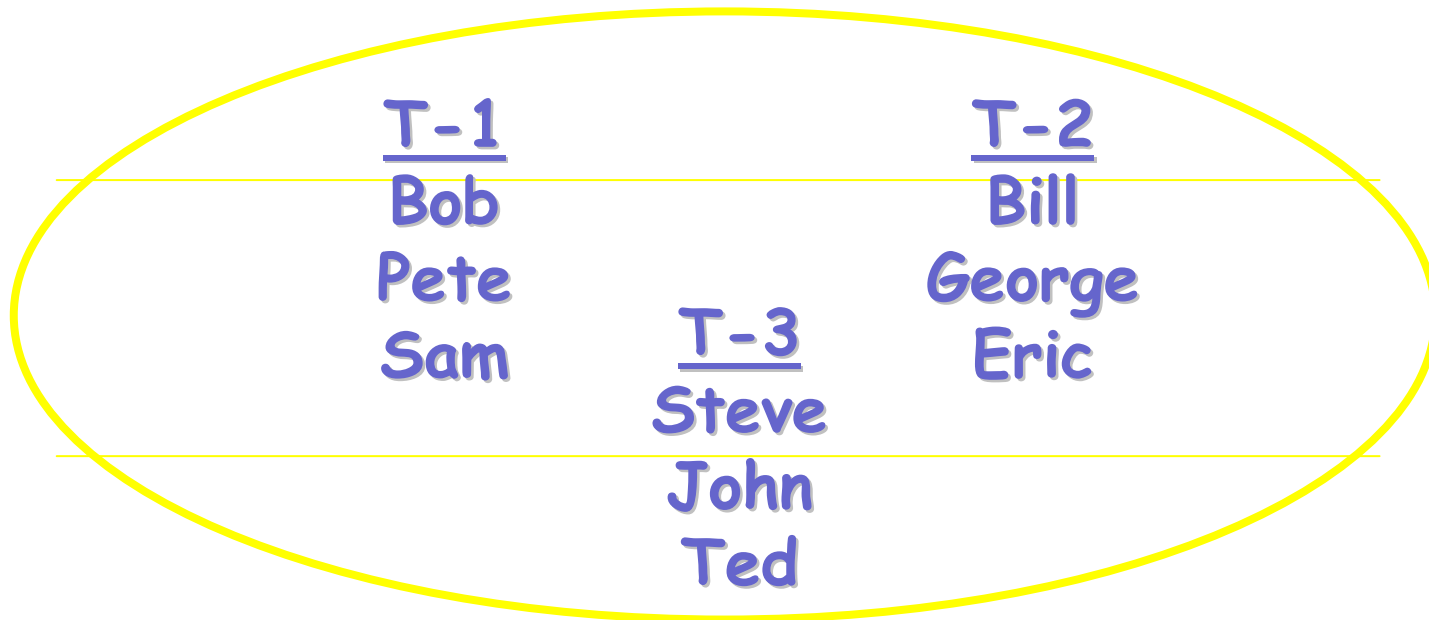 T-1
Bob
Pete
Sam
T-2
Bill
George
Eric
T-3
Steve
John
Ted